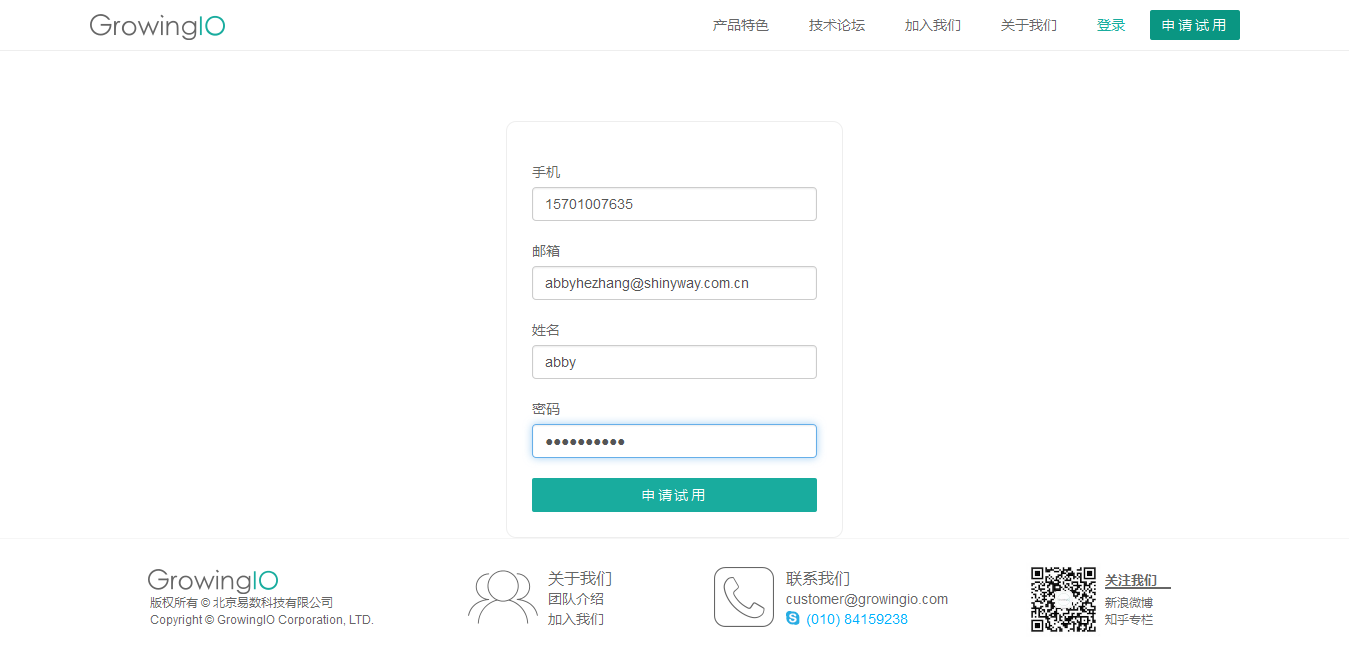 GrowingIO
产品特色 技术论坛 加入我们 关于我们 登录 申请试用
手机
15701007635
邮箱
abbyhezhang@shinyway.com.cn
姓名
abby
密码
●●●●●●●●●●
申请试用
GrowingIO
版权所有 © 北京易数科技有限公司
Copyright © GrowingIO Corporation, LTD.
关于我们
团队介绍
加入我们
联系我们
customer@growingio.com
(010) 84159238
关注我们
新浪微博
知乎专栏